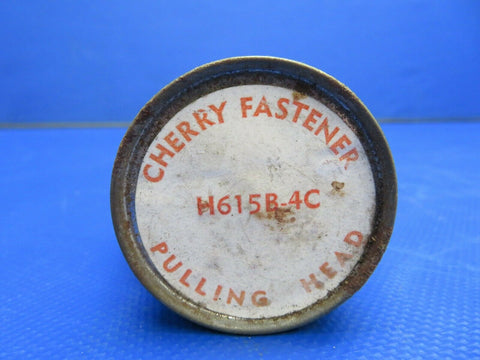 CHERRY FASTENER
H615B-4C
PULLING HEAD